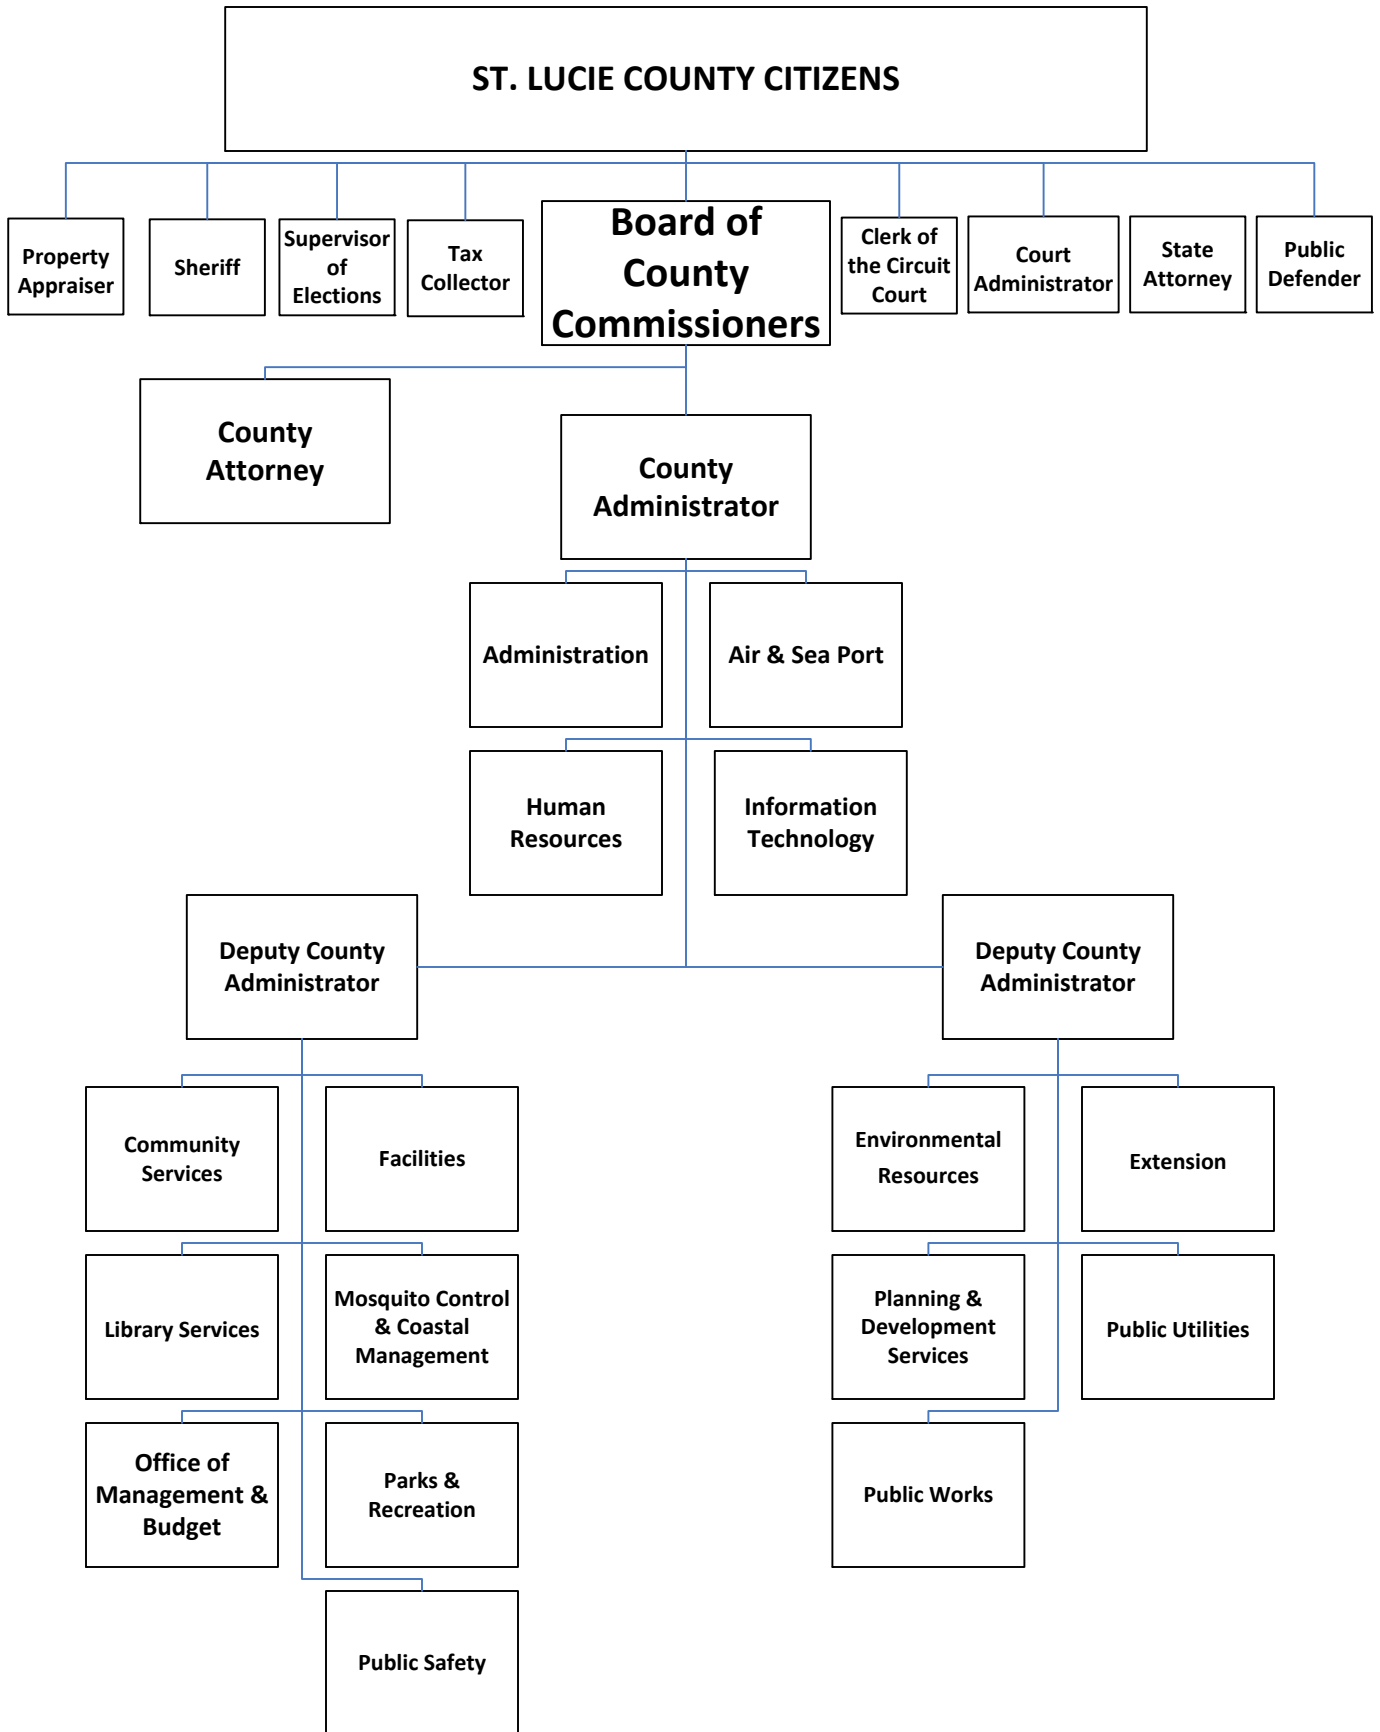 ST. LUCIE COUNTY CITIZENS
Property
Appraiser
Sheriff
Supervisor
of
Elections
Tax
Collector
Board of
County
Commissioners
Clerk of
the Circuit
Court
Court
Administrator
State
Attorney
Public
Defender
County
Attorney
County
Administrator
Administration
Air & Sea Port
Human
Resources
Information
Technology
Deputy County
Administrator
Deputy County
Administrator
Community
Services
Facilities
Environmental
Resources
Extension
Library Services
Mosquito Control
& Coastal
Management
Planning &
Development
Services
Public Utilities
Office of
Management &
Budget
Parks &
Recreation
Public Works
Public Safety